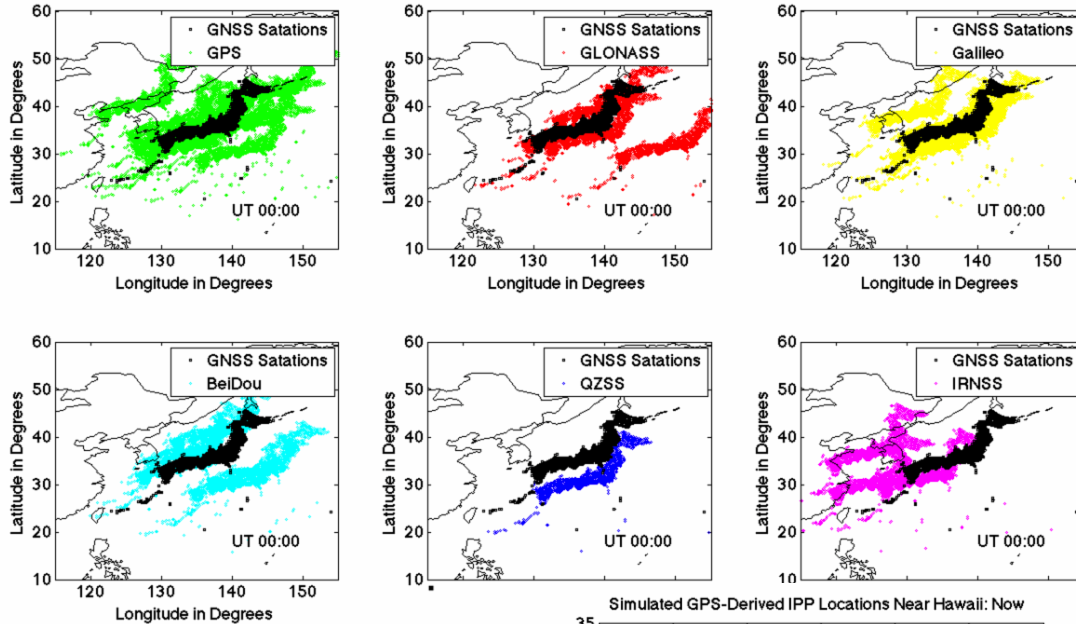 60
50
40
30
20
10
Latitude in Degrees
GNSS Satations
GPS
UT 00:00
120 130 140 150
Longitude in Degrees
60
50
40
30
20
10
Latitude in Degrees
GNSS Satations
GLONASS
UT 00:00
120 130 140 150
Longitude in Degrees
60
50
40
30
20
10
Latitude in Degrees
GNSS Satations
Galileo
UT 00:00
120 130 140 150
Longitude in Degrees
60
50
40
30
20
10
Latitude in Degrees
GNSS Satations
BeiDou
UT 00:00
120 130 140 150
Longitude in Degrees
60
50
40
30
20
10
Latitude in Degrees
GNSS Satations
QZSS
UT 00:00
60
50
40
30
20
10
Latitude in Degrees
GNSS Satations
IRNSS
UT 00:00
Simulated GPS-Derived IPP Locations Near Hawaii: Now
35